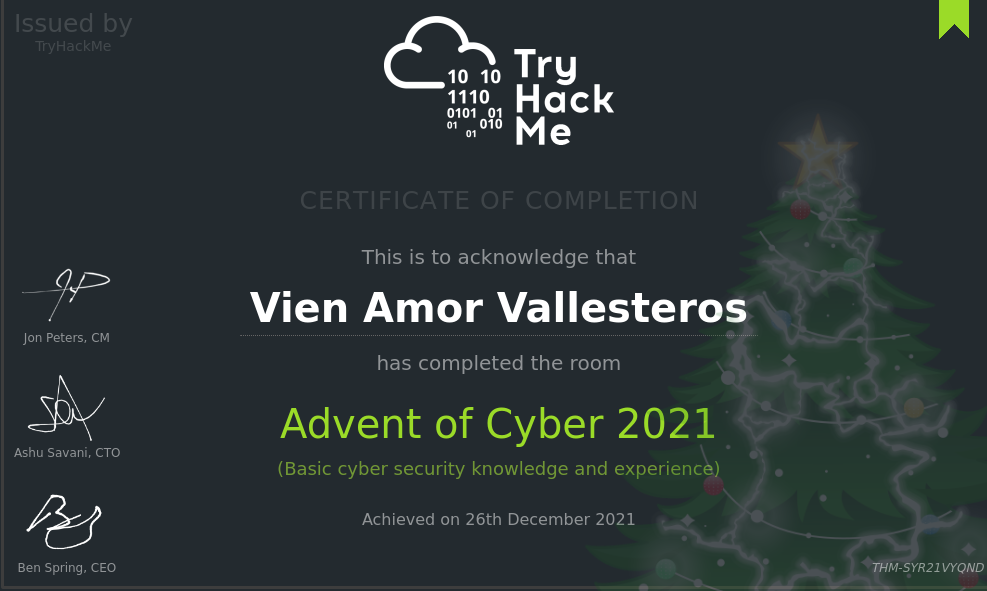 Issued by
TryHackMe
10 10
1110
0101 01
01 010
01
Try
Hack
Me
CERTIFICATE OF COMPLETION
This is to acknowledge that
Vien Amor Vallesteros
has completed the room
Advent of Cyber 2021
(Basic cyber security knowledge and experience)
Achieved on 26th December 2021
Jon Peters, CM
Ashu Savani, CTO
Ben Spring, CEO
THM-SYR21VYQND